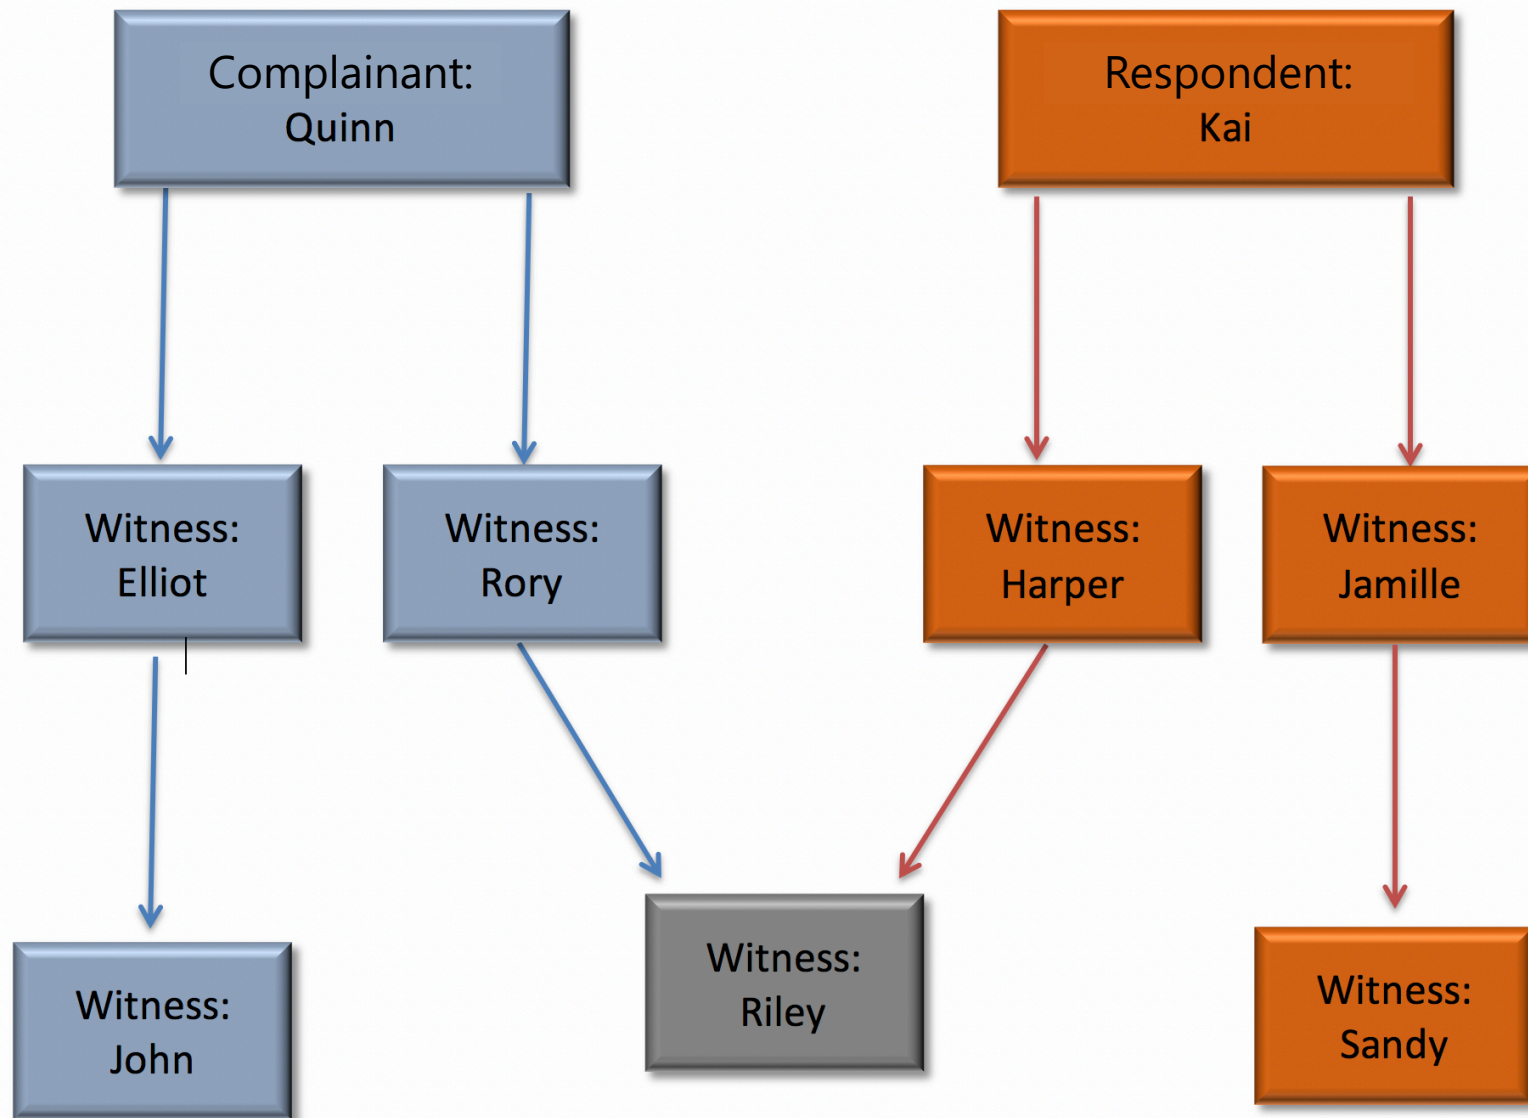 Complainant:
Quinn
Respondent:
Kai
Witness:
Elliot
Witness:
Rory
Witness:
Harper
Witness:
Jamille
Witness:
John
Witness:
Riley
Witness:
Sandy